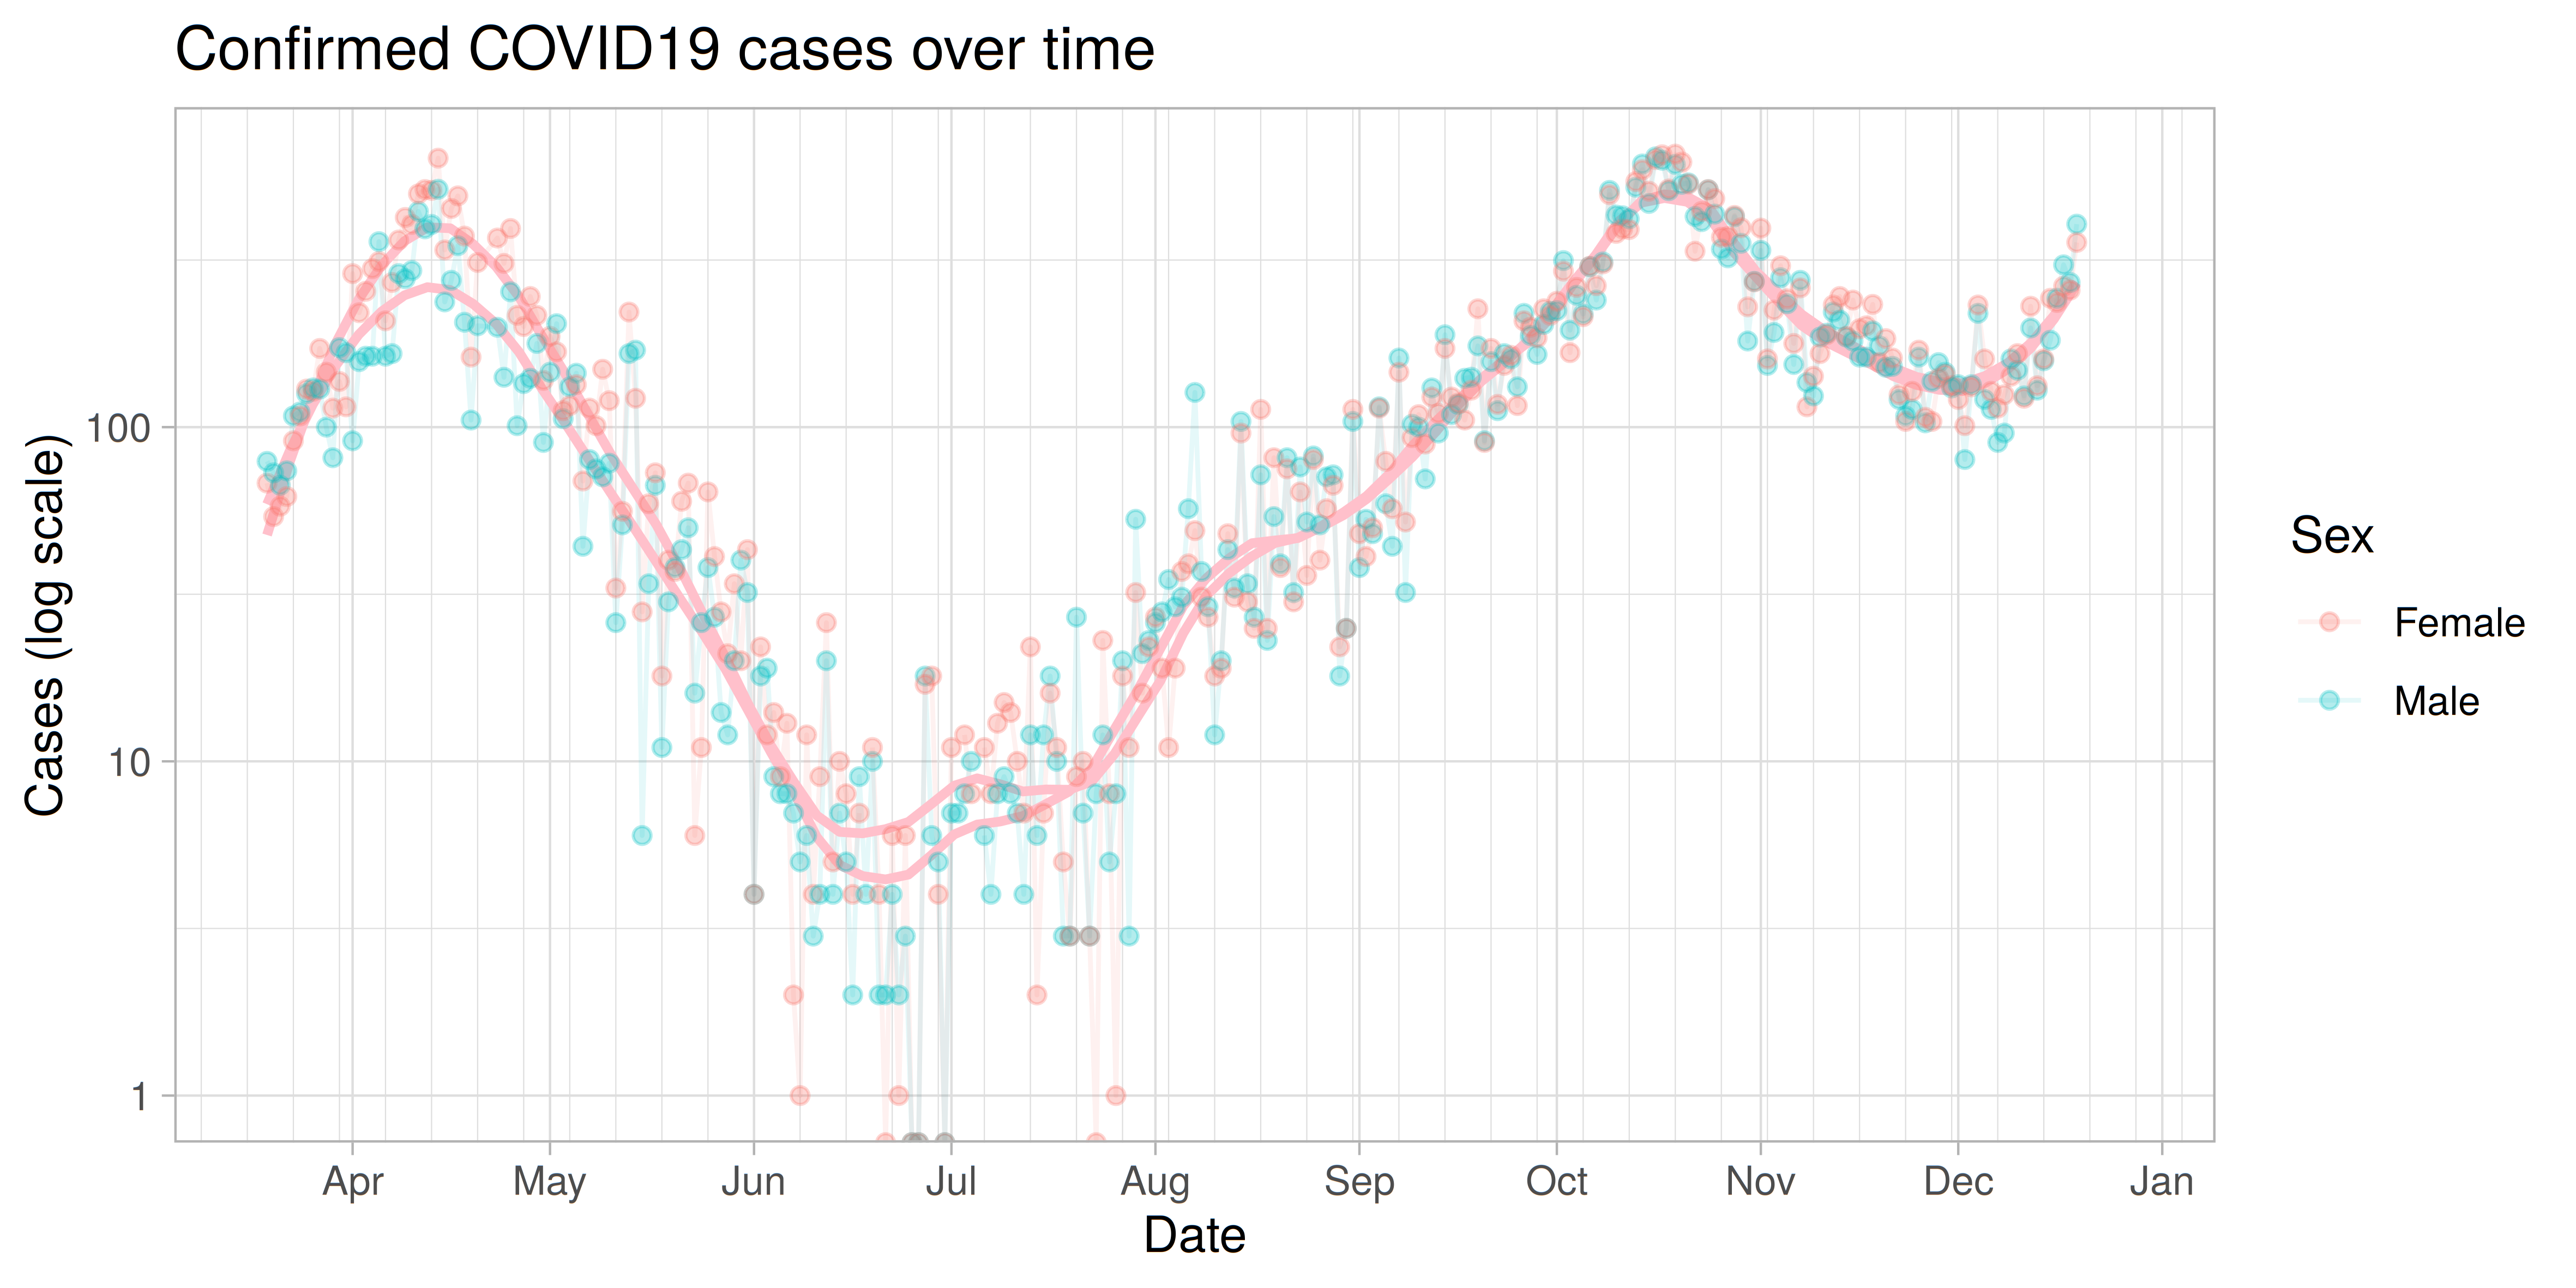 Confirmed COVID19 cases over time
Cases (log scale)
100
10
1
Apr May Jun Jul Aug Sep Oct Nov Dec Jan
Date
Sex
Female
Male